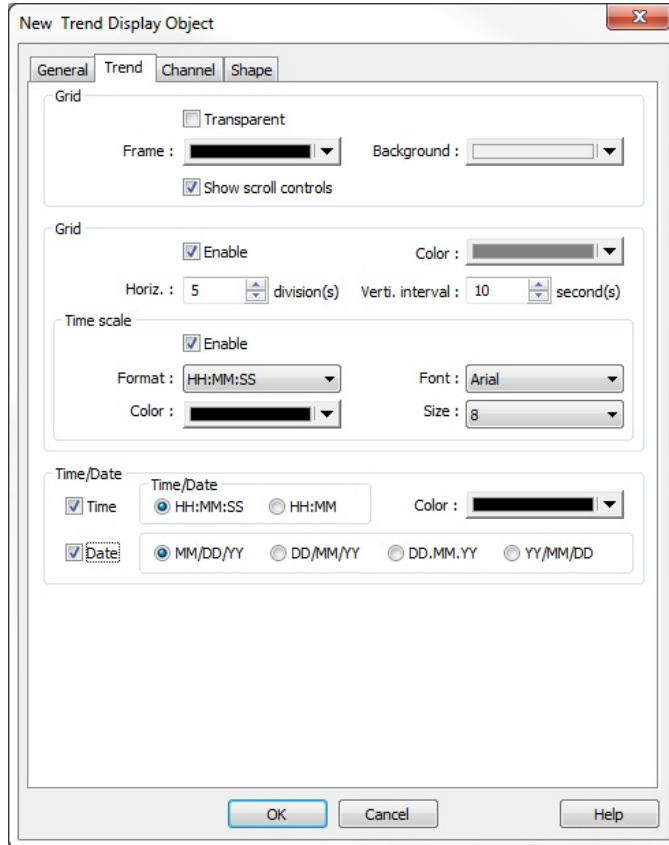 New Trend Display Object
General Trend Channel Shape
Grid
Transparent
Frame : Background :
Show scroll controls
Grid
Enable Color :
Horiz. : 5 division(s) Verti. interval : 10 second(s)
Time scale
Enable
Format : HH:MM:SS Font : Arial
Color : Size : 8
Time/Date
Time/Date
Time HH:MM:SS HH:MM Color :
Date MM/DD/YY DD/MM/YY DD.MM.YY YY/MM/DD
OK Cancel Help